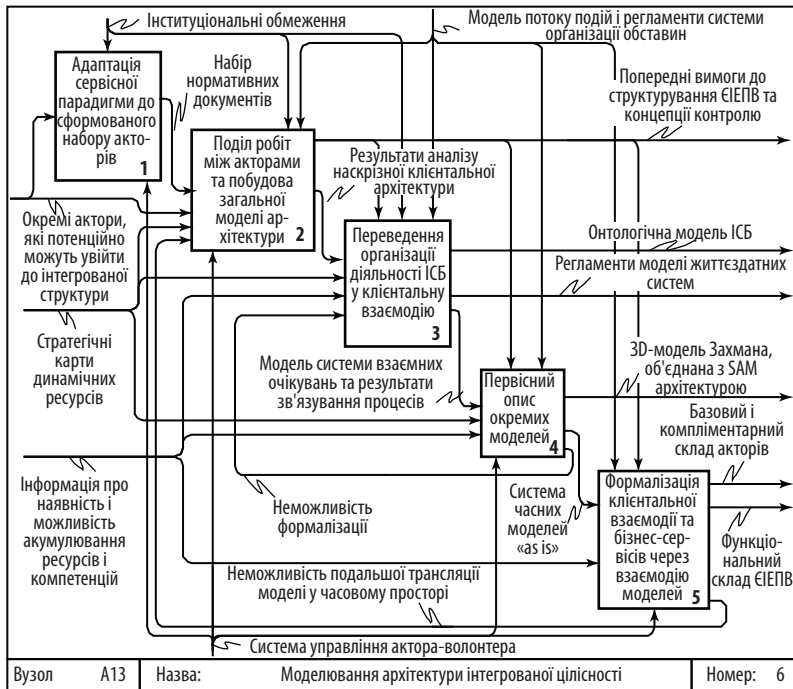 Інституціональні обмеження
Модель потоку подій і регламенти системи
організації обставин
Адаптація
сервісної
парадигми до
сформованого
набору акто-
рів
1
Набір
нормативних
документів
Попередні вимоги до
структурування ЄІЕПВ та
концепції контролю
Поділ робіт
між акторами
та побудова
загальної
моделі ар-
хітектури
2
Результати аналізу
наскрізної клієнтальної
архітектури
Окремі актори,
які потенційно
можуть увійти
до інтегрованої
структури
Переведення
організації
діяльності ІСБ
у клієнтальну
взаємодію
3
Онтологічна модель ІСБ
Регламенти моделі життєздатних
систем
Стратегічні
карти
динамічних
ресурсів
Модель системи взаємних
очікувань та результати
зв'язування процесів
Первісний
опис
окремих
моделей
4
3D-модель Захмана,
об'єднана з SAM
архітектурою
Базовий і
компліментарний
склад акторів
Інформація про
наявність і
можливість
акумулювання
ресурсів і
компетенцій
Неможливість
формалізації
Система
часних
моделей
«as is»
Формалізація
клієнтальної
взаємодії та
бізнес-сер-
вісів через
взаємодію
моделей
5
Функціо-
нальний
склад ЄІЕПВ
Неможливість подальшої трансляції
моделі у часовому просторі
Система управління актора-волонтера
Вузол А13 Назва: Моделювання архітектури інтегрованої цілісності Номер: 6